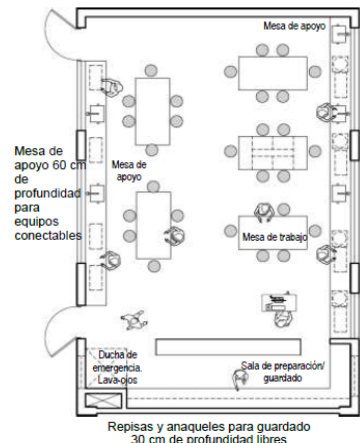 Mesa de apoyo
Mesa de
apoyo 60 cm
de
profundidad
para
equipos
conectables
Mesa de
apoyo
Mesa de trabajo
Ducha de
emergencia.
Lava-ojos
Sala de preparación/
guardado
Repisas y anaqueles para guardado
30 cm de profundidad libres